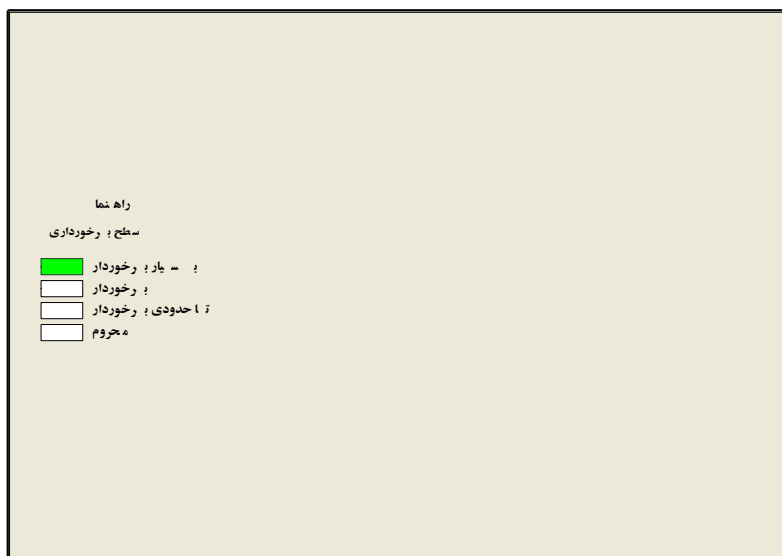 راهنما
سطح برخورداری
بسیار برخوردار
برخوردار
تا حدودی برخوردار
محروم